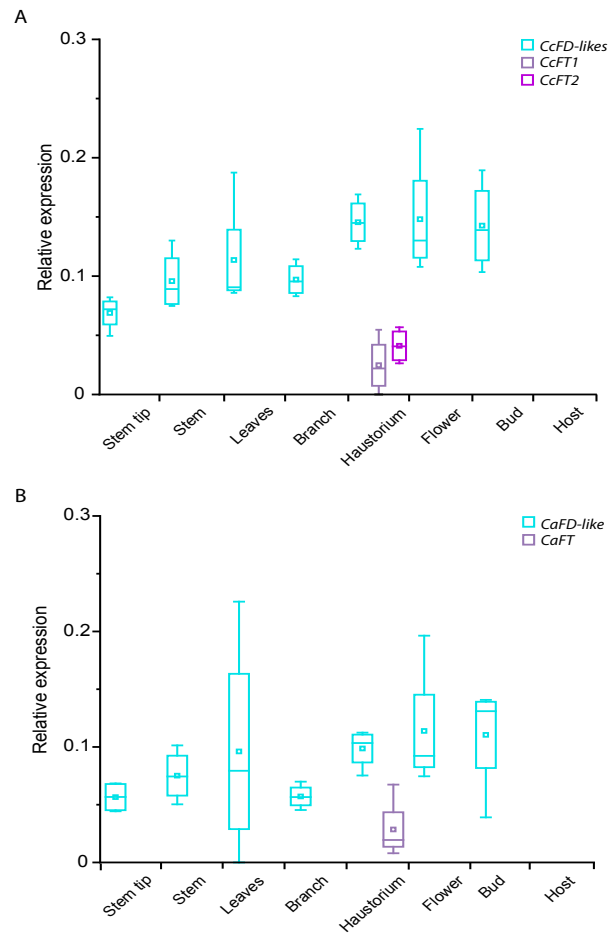 A
0.3
CcFD-likes
CcFT1
CcFT2
0.2
Relative expression
0.1
0
Stem tip
Stem
Leaves
Branch
Haustorium
Flower
Bud
Host
B
0.3
CaFD-like
CaFT
0.2
Relative expression
0.1
0
Stem tip
Stem
Leaves
Branch
Haustorium
Flower
Bud
Host